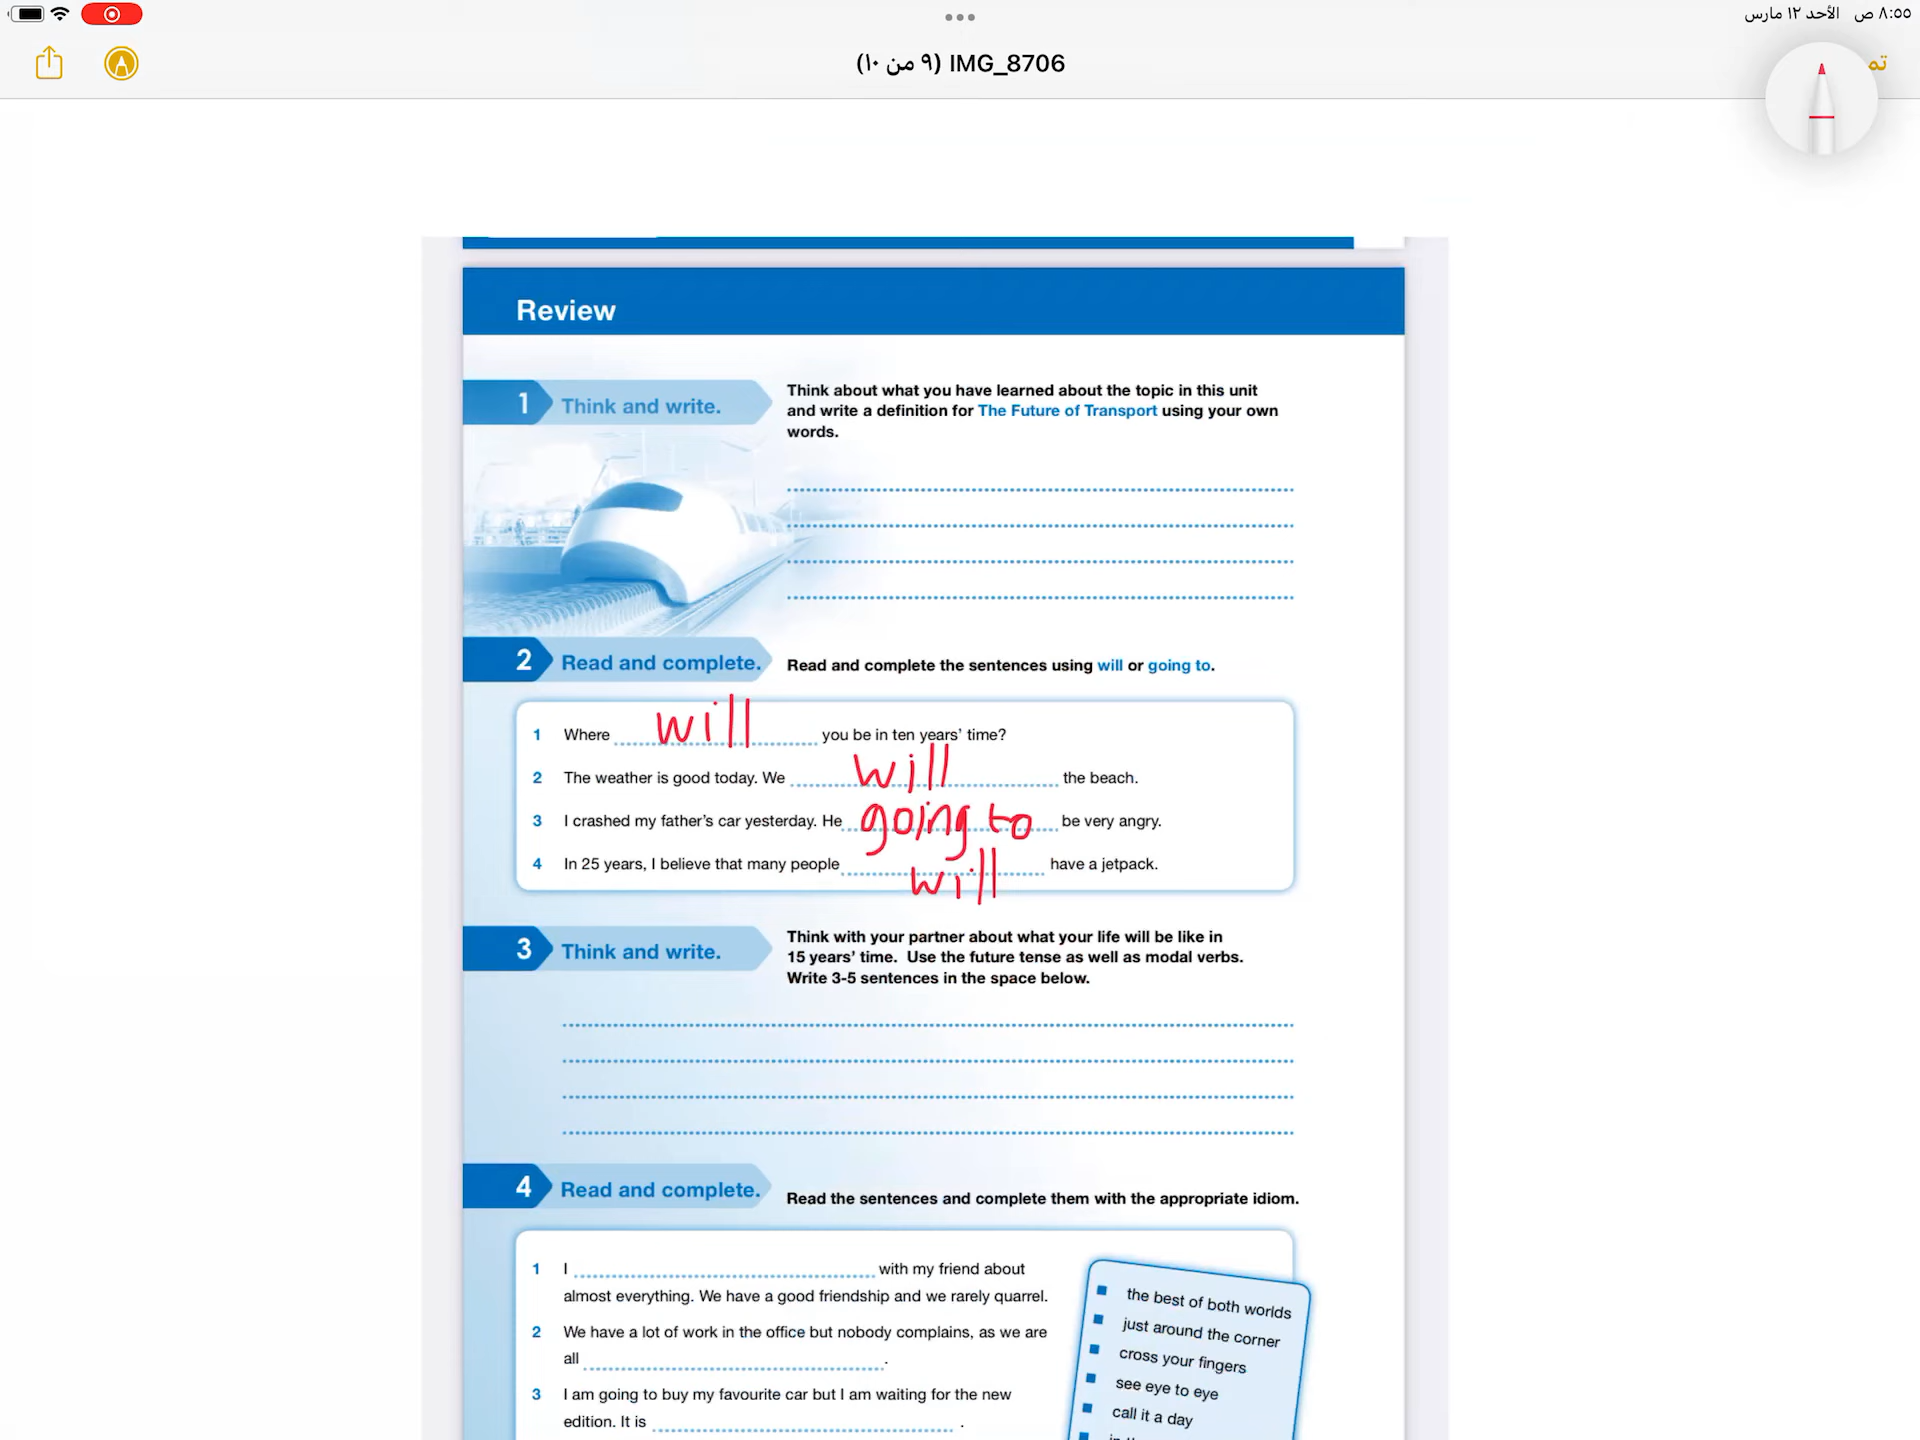 ٨:٥٥ ص الأحد ١٢ مارس
IMG_8706 (٩ من ١٠)
Review
1 Think and write.
Think about what you have learned about the topic in this unit
and write a definition for The Future of Transport using your own
words.
2 Read and complete. Read and complete the sentences using will or going to.
1 Where will you be in ten years' time?
2 The weather is good today. We will the beach.
3 I crashed my father's car yesterday. He going to be very angry.
4 In 25 years, I believe that many people will have a jetpack.
3 Think and write.
Think with your partner about what your life will be like in
15 years' time. Use the future tense as well as modal verbs.
Write 3-5 sentences in the space below.
4 Read and complete. Read the sentences and complete them with the appropriate idiom.
1 I with my friend about
almost everything. We have a good friendship and we rarely quarrel.
2 We have a lot of work in the office but nobody complains, as we are
all .
3 I am going to buy my favourite car but I am waiting for the new
edition. It is .
the best of both worlds
just around the corner
cross your fingers
see eye to eye
call it a day